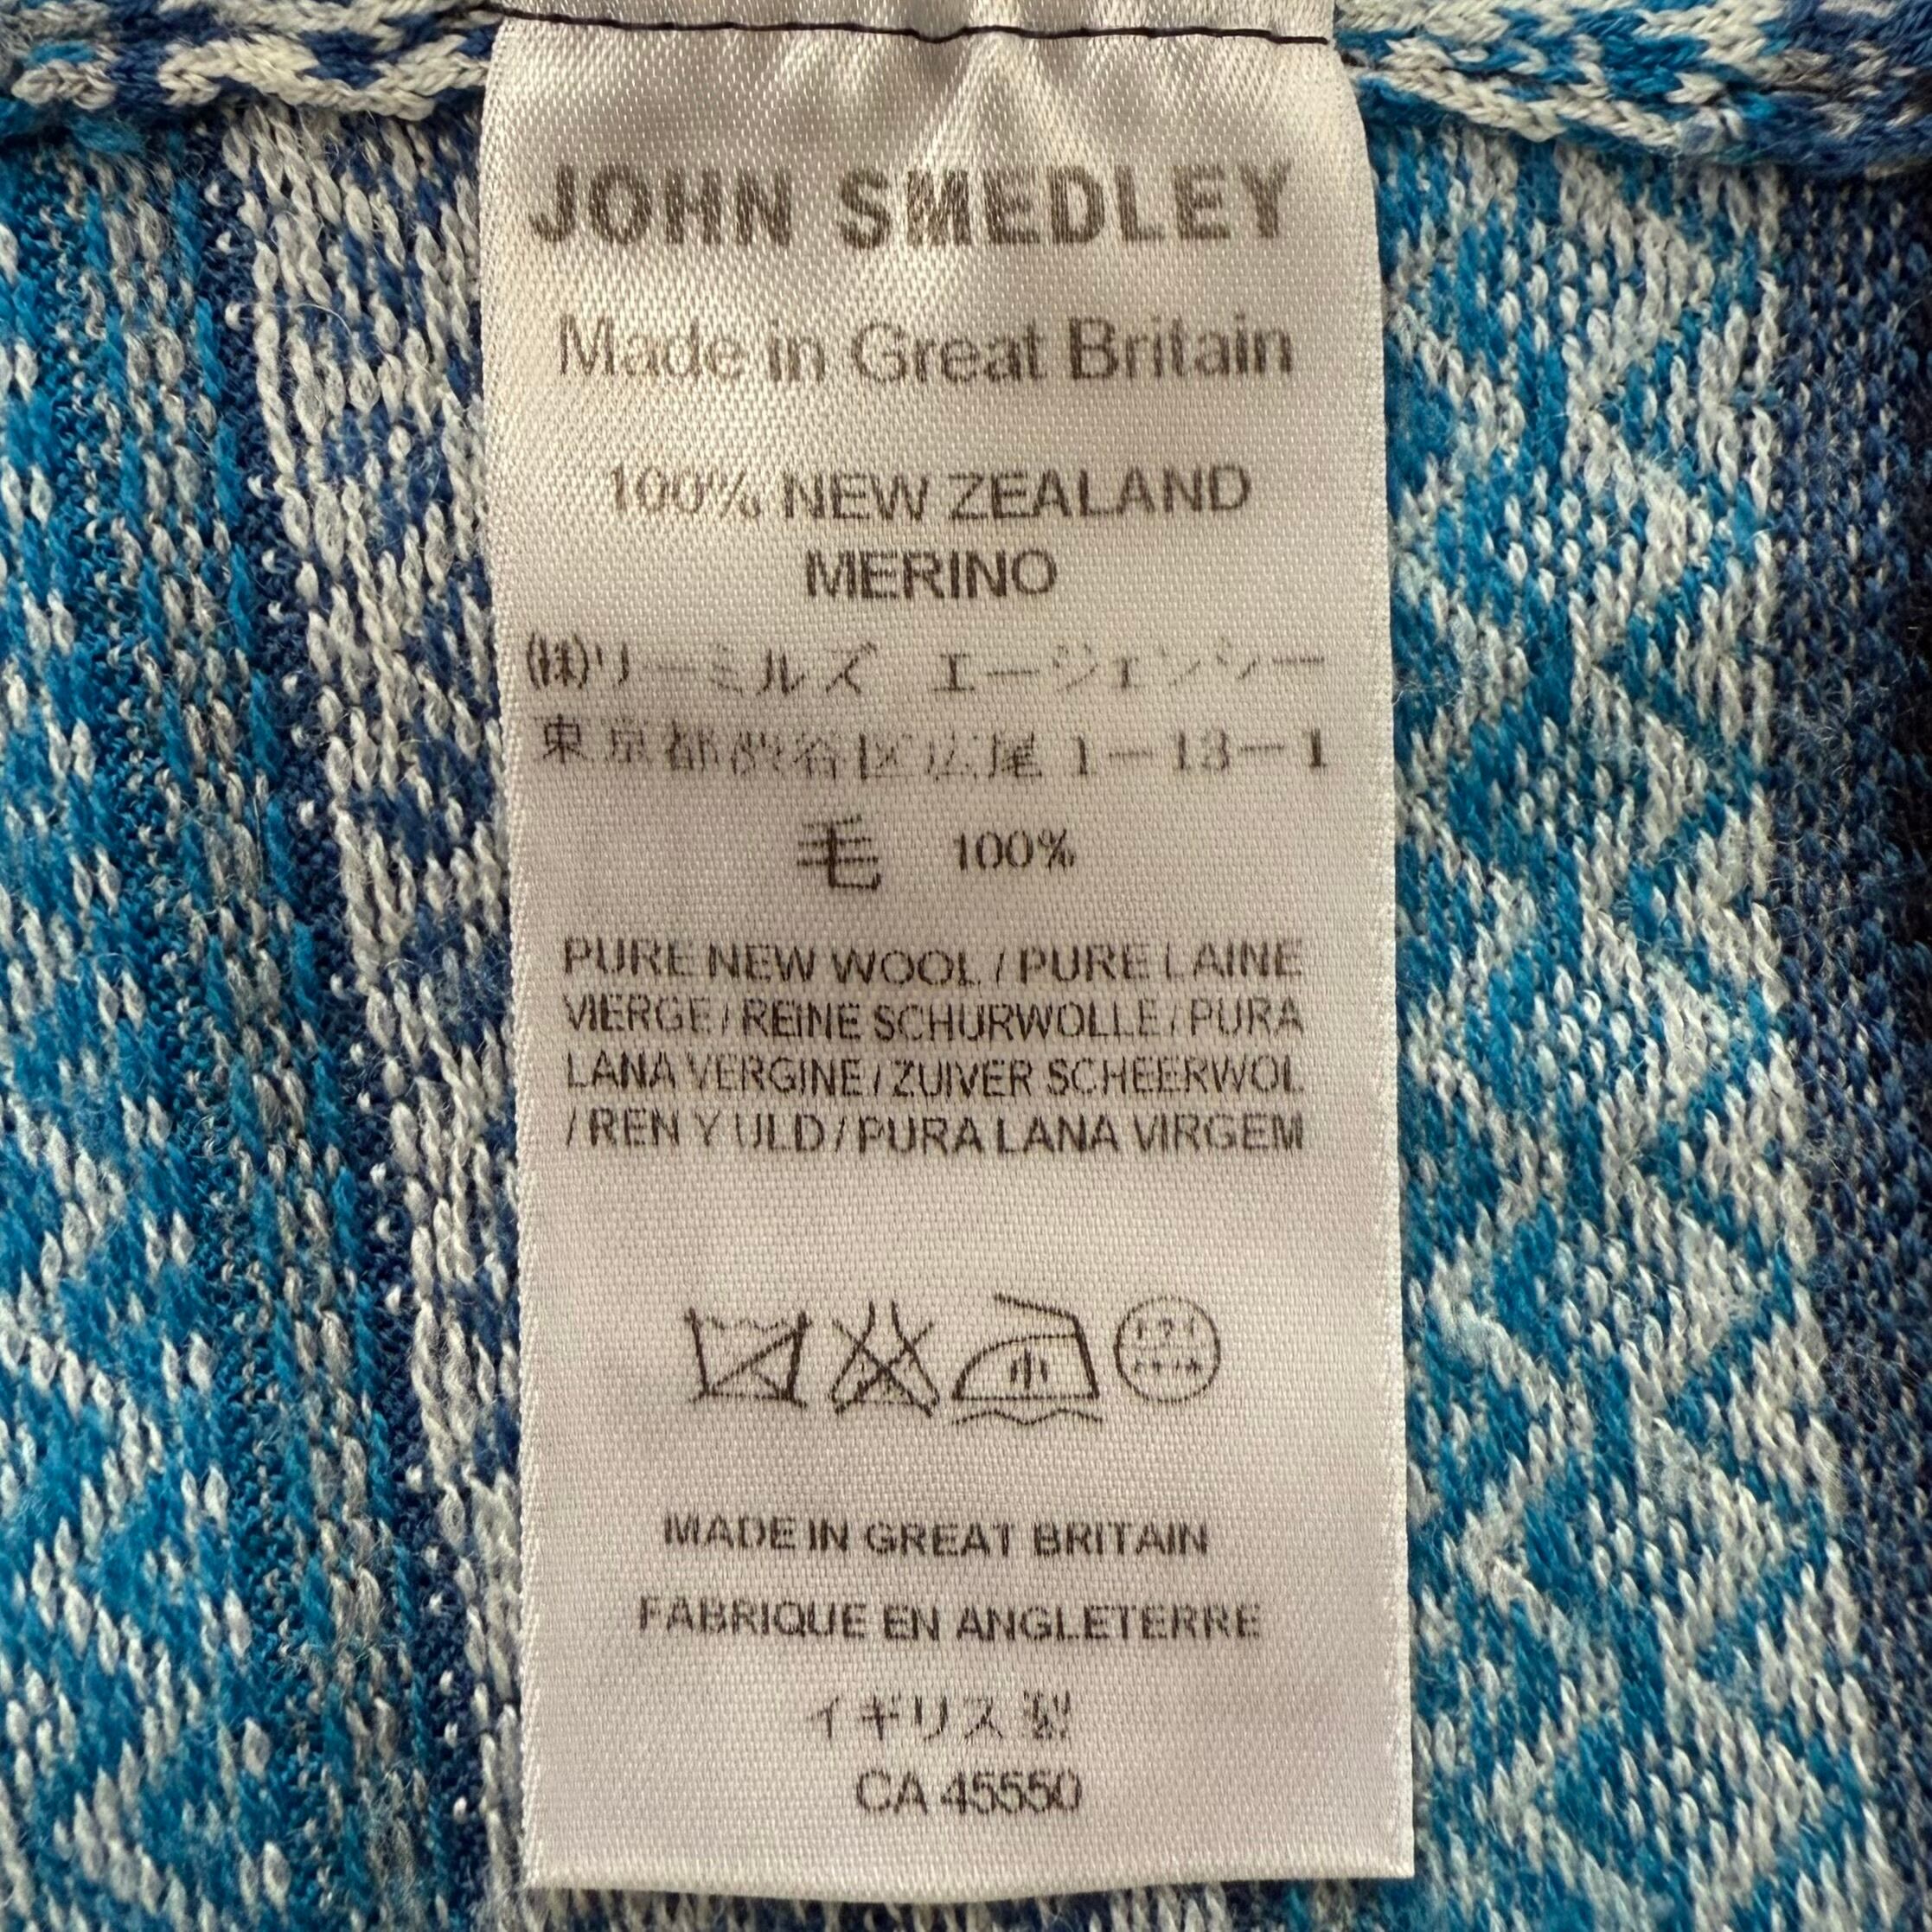 JOHN SMEDLEY
Made in Great Britain
100% NEW ZEALAND
MERINO
㈱リーミルズ エージェンシー
東京都渋谷区広尾1-13-1
毛 100%
PURE NEW WOOL / PURE LAINE
VIERGE / REINE SCHURWOLLE / PURA
LANA VERGINE / ZUIVER SCHEERWOL
/ REN Y ULD / PURA LANA VIRGEM
MADE IN GREAT BRITAIN
FABRIQUE EN ANGLETERRE
イギリス製
CA 45550